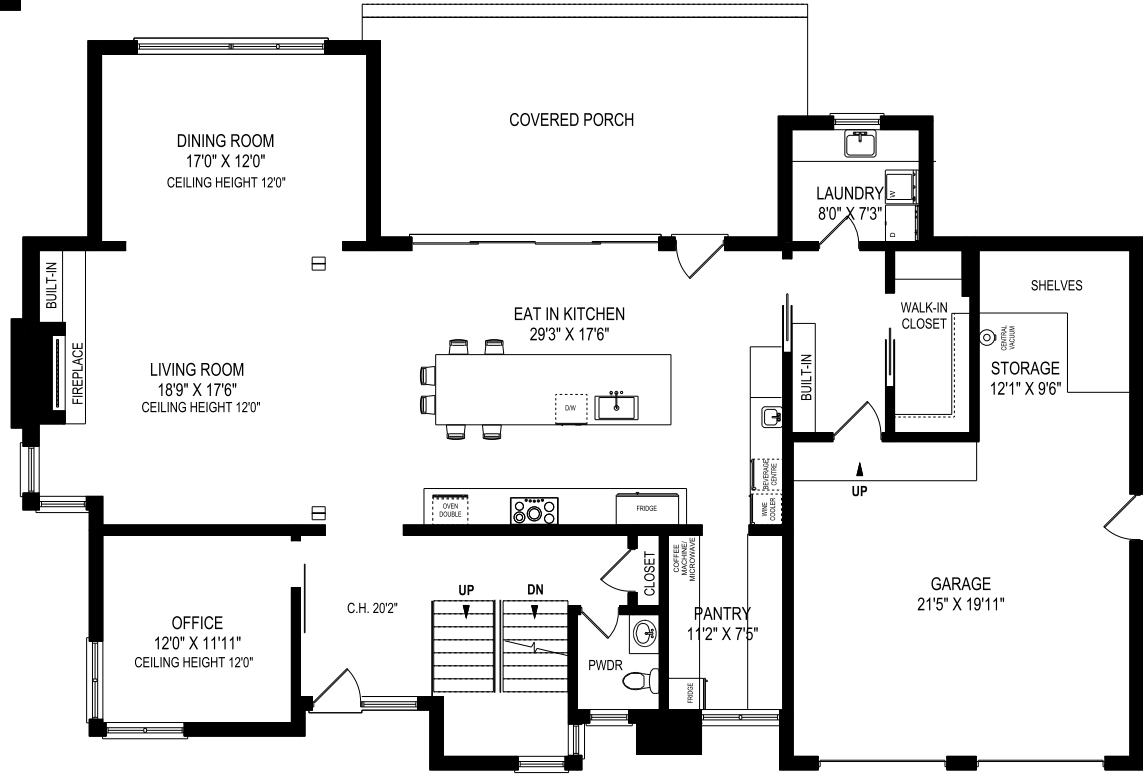 COVERED PORCH
DINING ROOM
17'0" X 12'0"
CEILING HEIGHT 12'0"
LAUNDRY
8'0" X 7'3"
W
D
BUILT-IN
FIREPLACE
LIVING ROOM
18'9" X 17'6"
CEILING HEIGHT 12'0"
EAT IN KITCHEN
29'3" X 17'6"
D/W
BUILT-IN
WALK-IN
CLOSET
SHELVES
CENTRAL
VACUUM
STORAGE
12'1" X 9'6"
BEVERAGE
CENTRE
WINE
COOLER
OVEN
DOUBLE
FRIDGE
UP
OFFICE
12'0" X 11'11"
CEILING HEIGHT 12'0"
C.H. 20'2"
UP
DN
CLOSET
PWDR
COFFEE
MACHINE/
MICROWAVE
PANTRY
11'2" X 7'5"
FRIDGE
GARAGE
21'5" X 19'11"